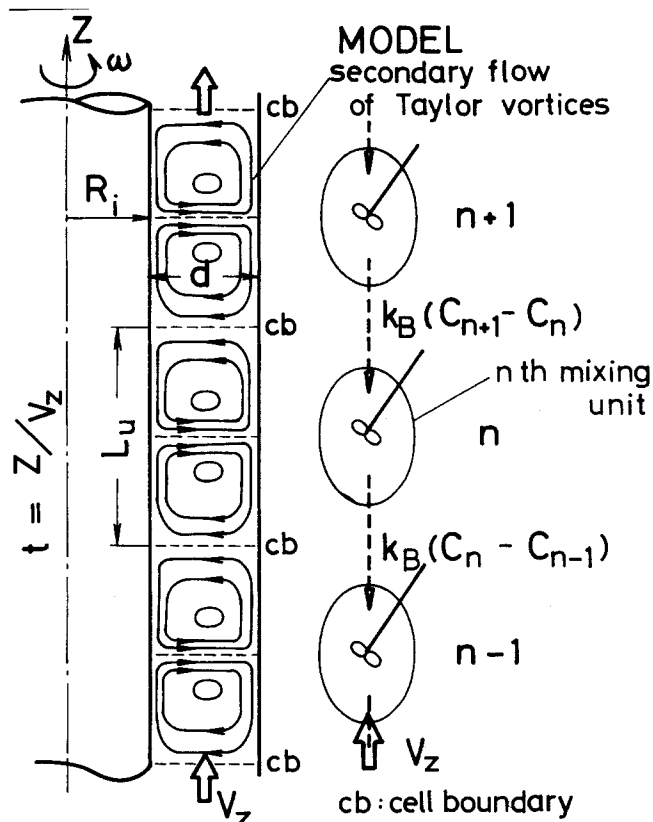 Z
ω
MODEL
secondary flow
of Taylor vortices
cb
R_i
n+1
d
cb
k_B(C_{n+1} - C_n)
n th mixing
unit
L_u
n
t = Z/V_z
cb
k_B(C_n - C_{n-1})
n-1
cb
V_z
V_z
cb : cell boundary